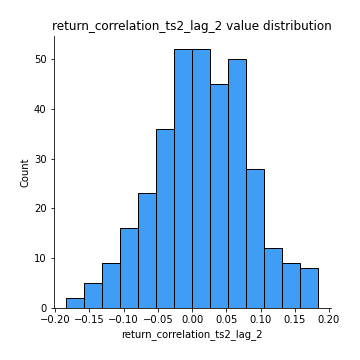 return_correlation_ts2_lag_2 value distribution
50
40
30
20
10
0
Count
−0.20 −0.15 −0.10 −0.05 0.00 0.05 0.10 0.15 0.20
return_correlation_ts2_lag_2